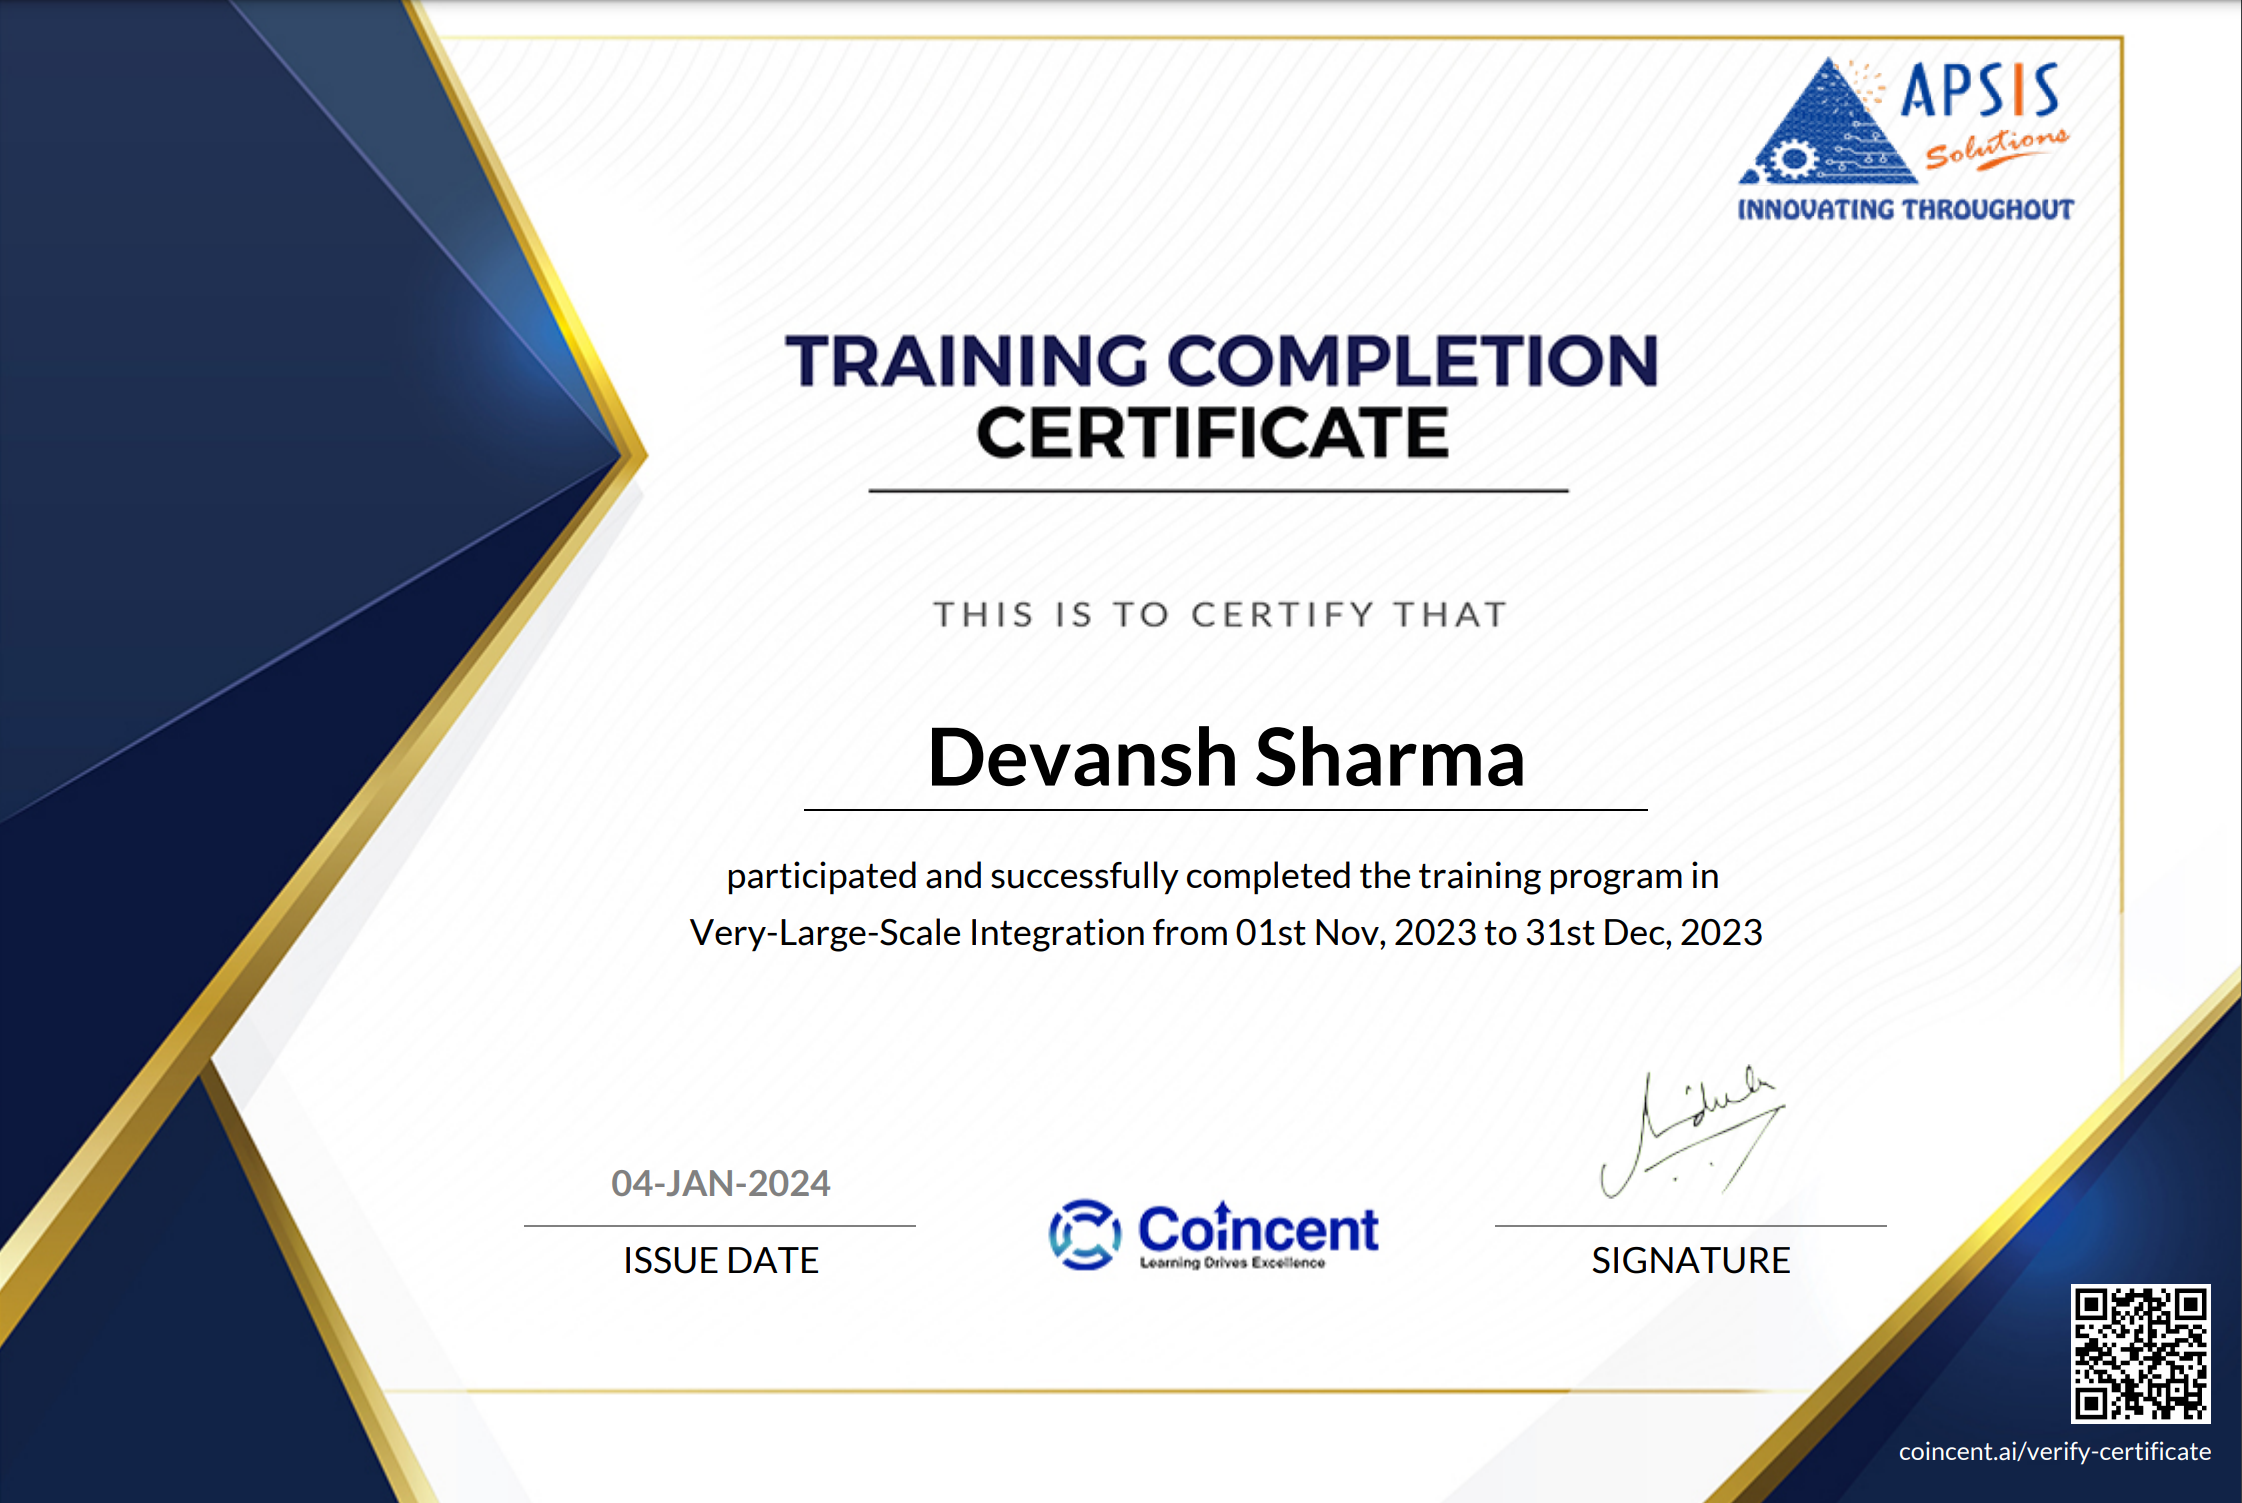 APSIS
Solutions
INNOVATING THROUGHOUT
TRAINING COMPLETION
CERTIFICATE
THIS IS TO CERTIFY THAT
Devansh Sharma
participated and successfully completed the training program in
Very-Large-Scale Integration from 01st Nov, 2023 to 31st Dec, 2023
04-JAN-2024
ISSUE DATE
Coincent
Learning Drives Excellence
SIGNATURE
coincent.ai/verify-certificate